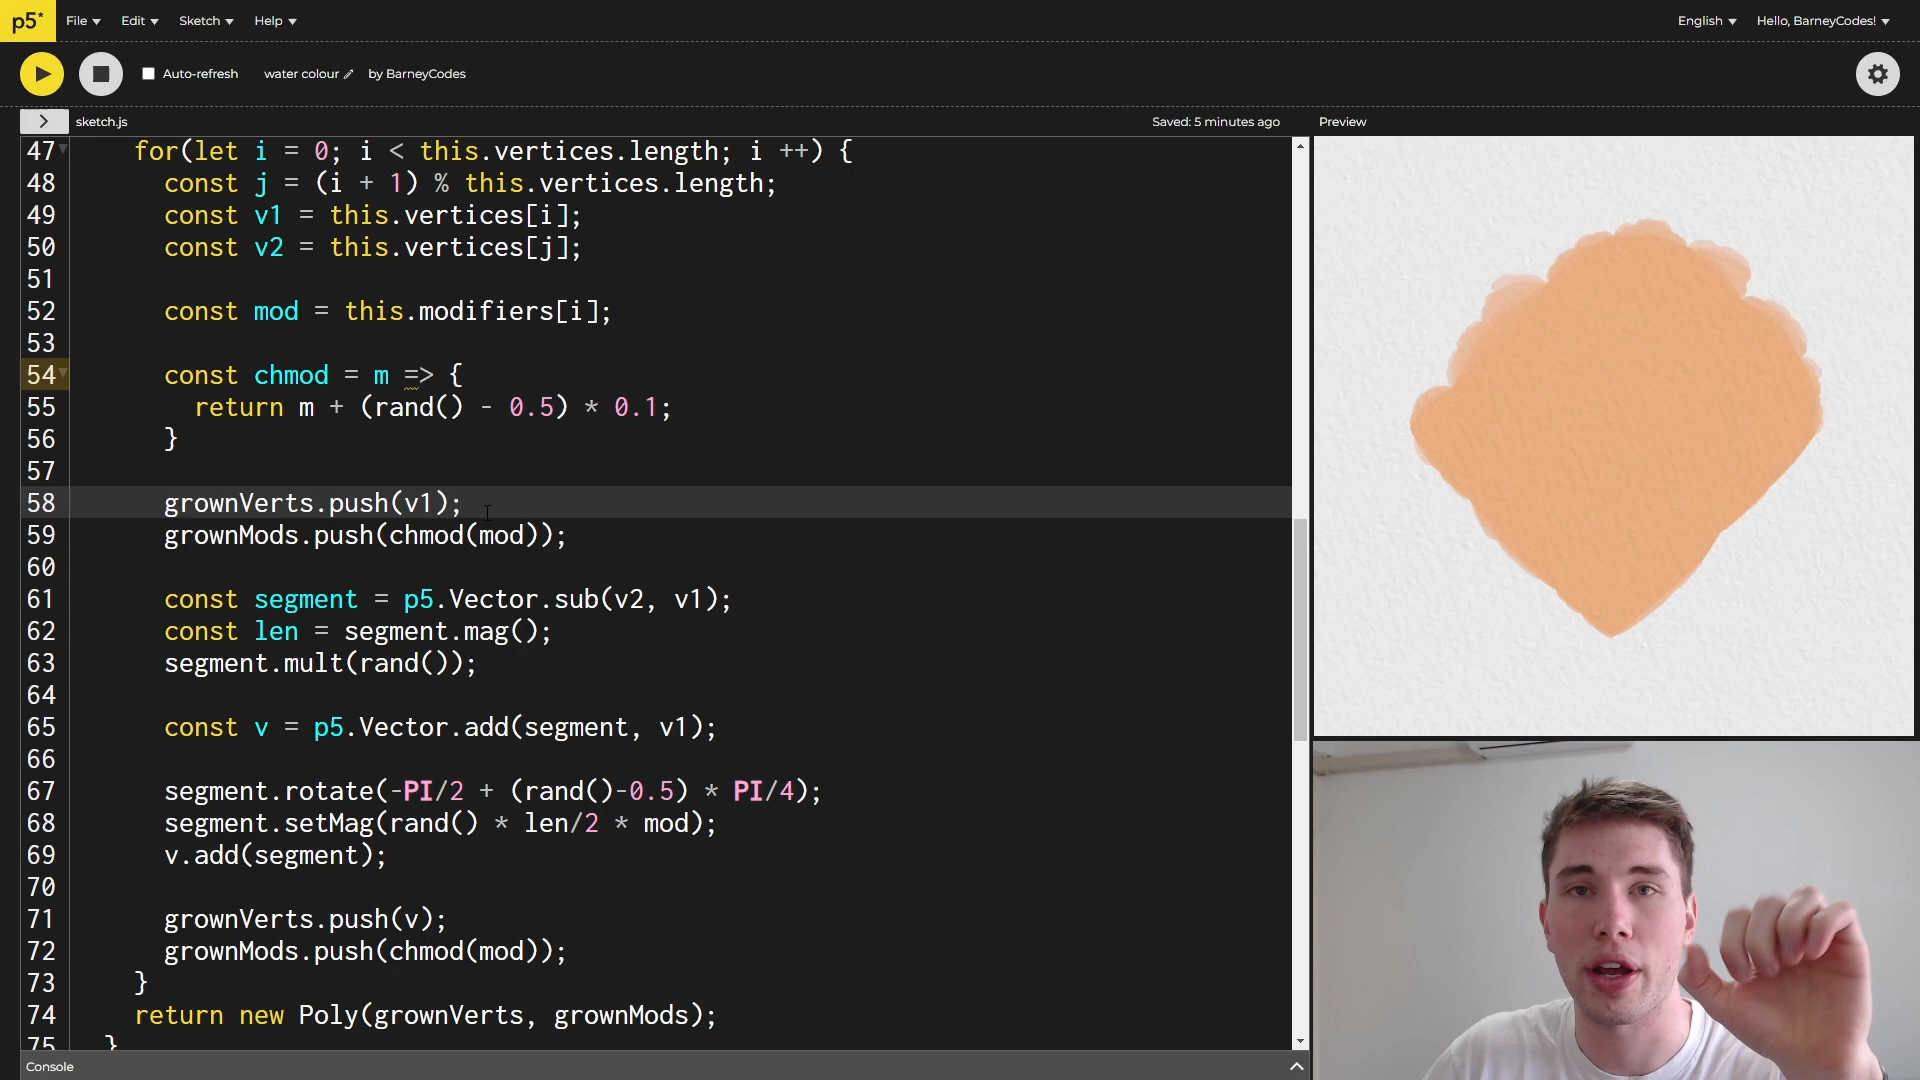 p5* File Edit Sketch Help English Hello, BarneyCodes!
Auto-refresh water colour by BarneyCodes
sketch.js Saved: 5 minutes ago Preview
47 for(let i = 0; i < this.vertices.length; i ++) {
48 const j = (i + 1) % this.vertices.length;
49 const v1 = this.vertices[i];
50 const v2 = this.vertices[j];
51
52 const mod = this.modifiers[i];
53
54 const chmod = m => {
55 return m + (rand() - 0.5) * 0.1;
56 }
57
58 grownVerts.push(v1);
59 grownMods.push(chmod(mod));
60
61 const segment = p5.Vector.sub(v2, v1);
62 const len = segment.mag();
63 segment.mult(rand());
64
65 const v = p5.Vector.add(segment, v1);
66
67 segment.rotate(-PI/2 + (rand()-0.5) * PI/4);
68 segment.setMag(rand() * len/2 * mod);
69 v.add(segment);
70
71 grownVerts.push(v);
72 grownMods.push(chmod(mod));
73 }
74 return new Poly(grownVerts, grownMods);
75 }
Console